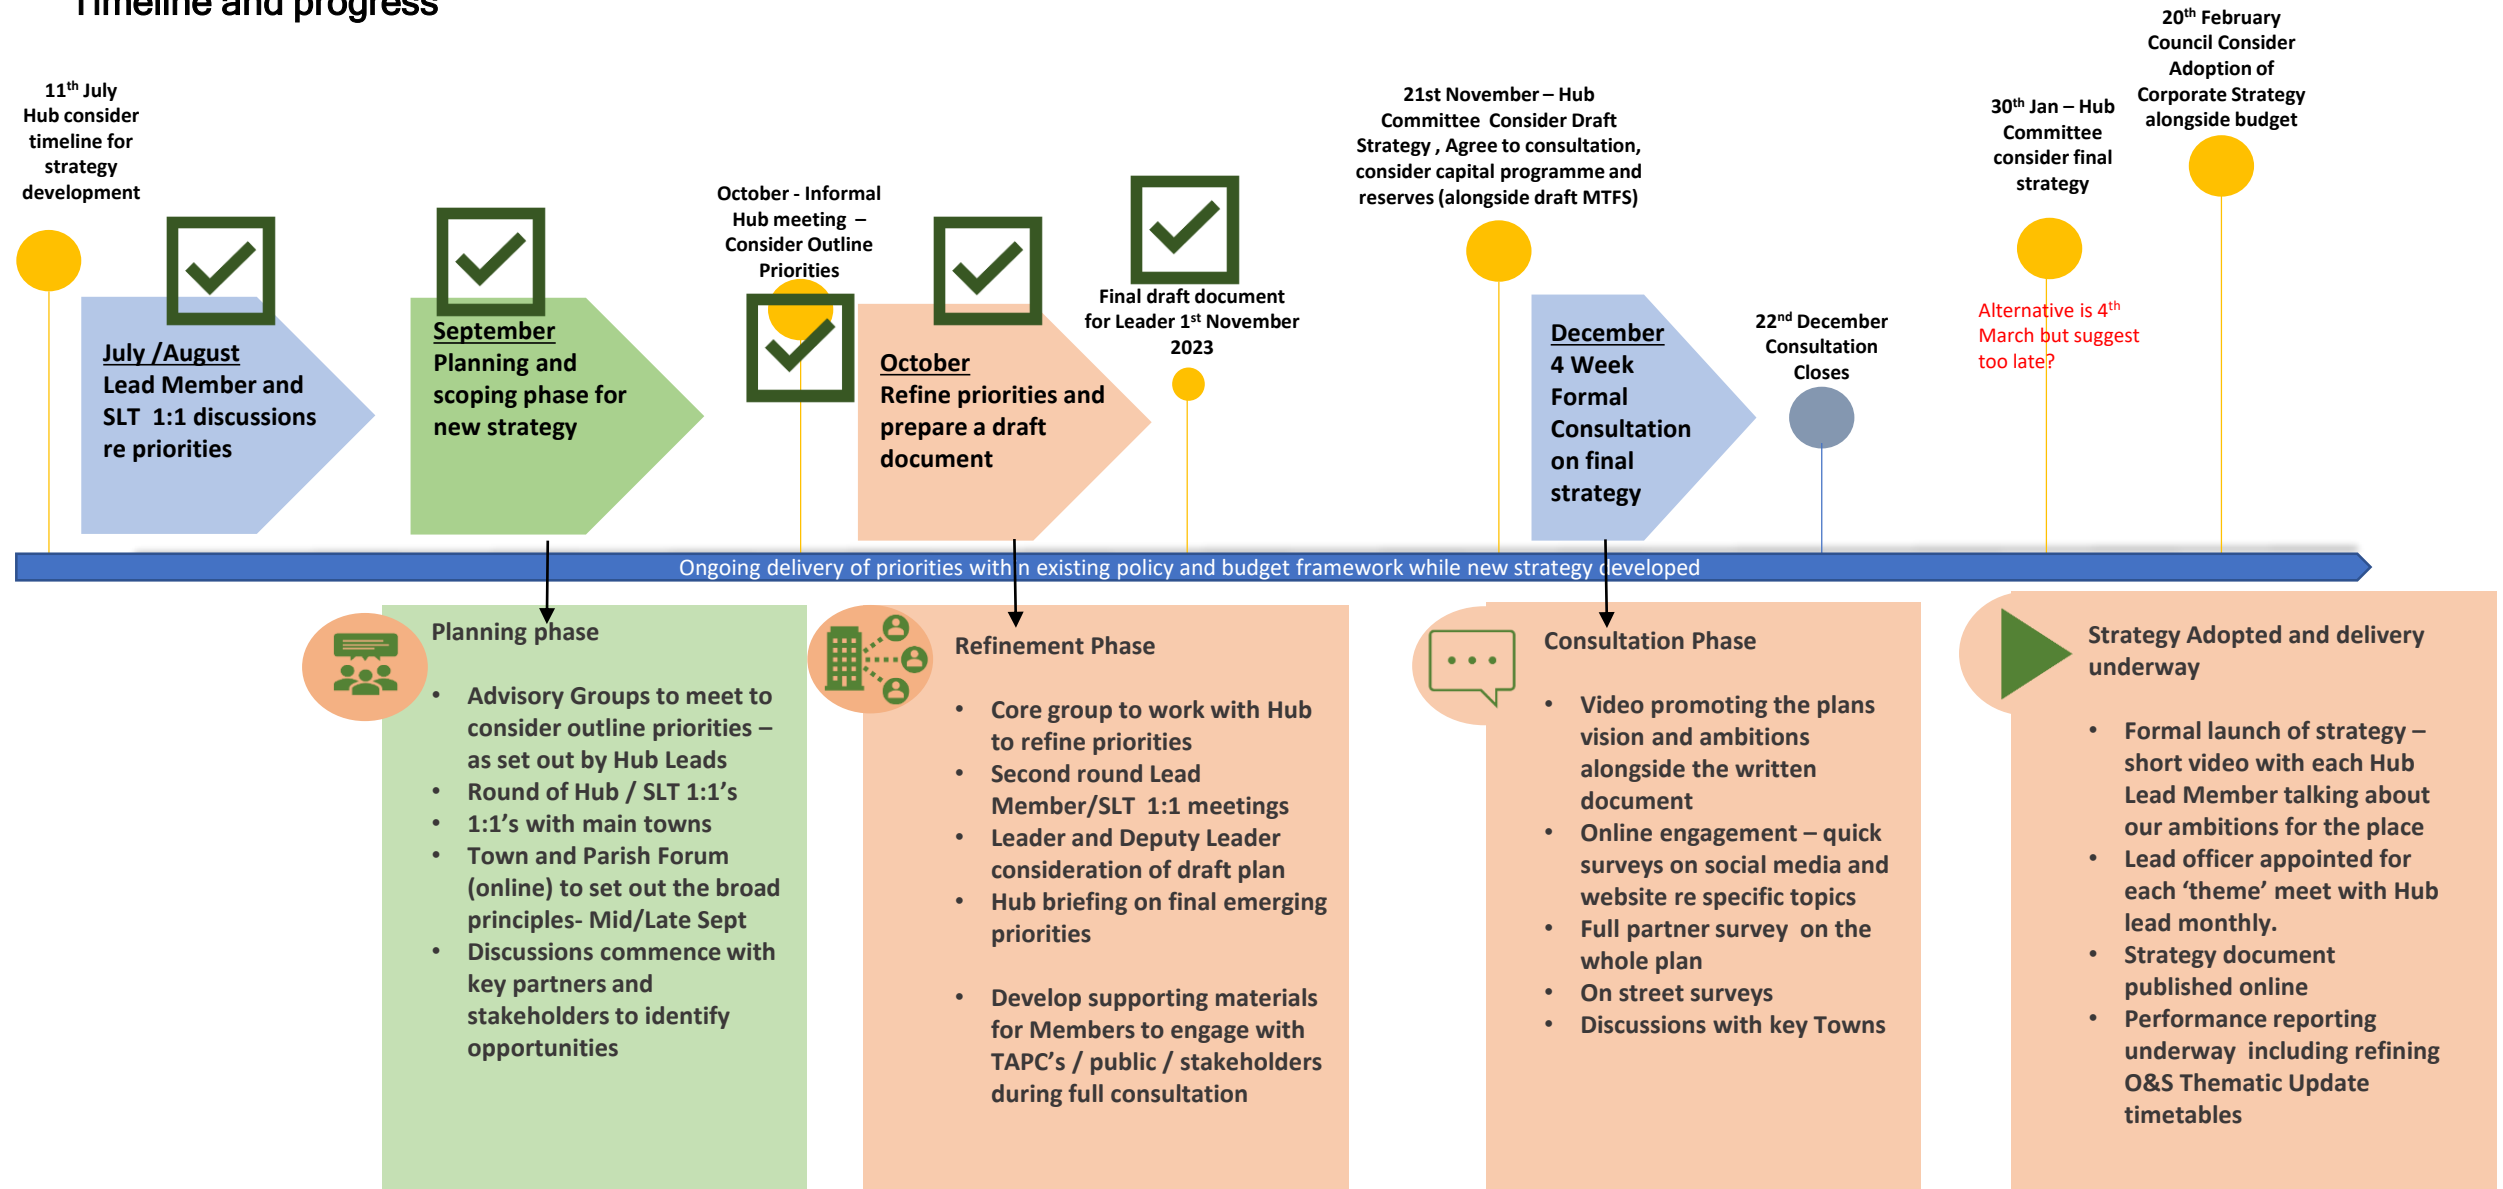 Timeline and progress
11th July
Hub consider
timeline for
strategy
development
July /August
Lead Member and
SLT 1:1 discussions
re priorities
September
Planning and
scoping phase for
new strategy
October - Informal
Hub meeting –
Consider Outline
Priorities
October
Refine priorities and
prepare a draft
document
Final draft document
for Leader 1st November
2023
21st November – Hub
Committee Consider Draft
Strategy , Agree to consultation,
consider capital programme and
reserves (alongside draft MTFS)
December
4 Week
Formal
Consultation
on final
strategy
22nd December
Consultation
Closes
30th Jan – Hub
Committee
consider final
strategy
Alternative is 4th
March but suggest
too late?
20th February
Council Consider
Adoption of
Corporate Strategy
alongside budget
Ongoing delivery of priorities within existing policy and budget framework while new strategy developed
Planning phase
• Advisory Groups to meet to
consider outline priorities –
as set out by Hub Leads
• Round of Hub / SLT 1:1’s
• 1:1’s with main towns
• Town and Parish Forum
(online) to set out the broad
principles- Mid/Late Sept
• Discussions commence with
key partners and
stakeholders to identify
opportunities
Refinement Phase
• Core group to work with Hub
to refine priorities
• Second round Lead
Member/SLT 1:1 meetings
• Leader and Deputy Leader
consideration of draft plan
• Hub briefing on final emerging
priorities
• Develop supporting materials
for Members to engage with
TAPC’s / public / stakeholders
during full consultation
Consultation Phase
• Video promoting the plans
vision and ambitions
alongside the written
document
• Online engagement – quick
surveys on social media and
website re specific topics
• Full partner survey on the
whole plan
• On street surveys
• Discussions with key Towns
Strategy Adopted and delivery
underway
• Formal launch of strategy –
short video with each Hub
Lead Member talking about
our ambitions for the place
• Lead officer appointed for
each ‘theme’ meet with Hub
lead monthly.
• Strategy document
published online
• Performance reporting
underway including refining
O&S Thematic Update
timetables